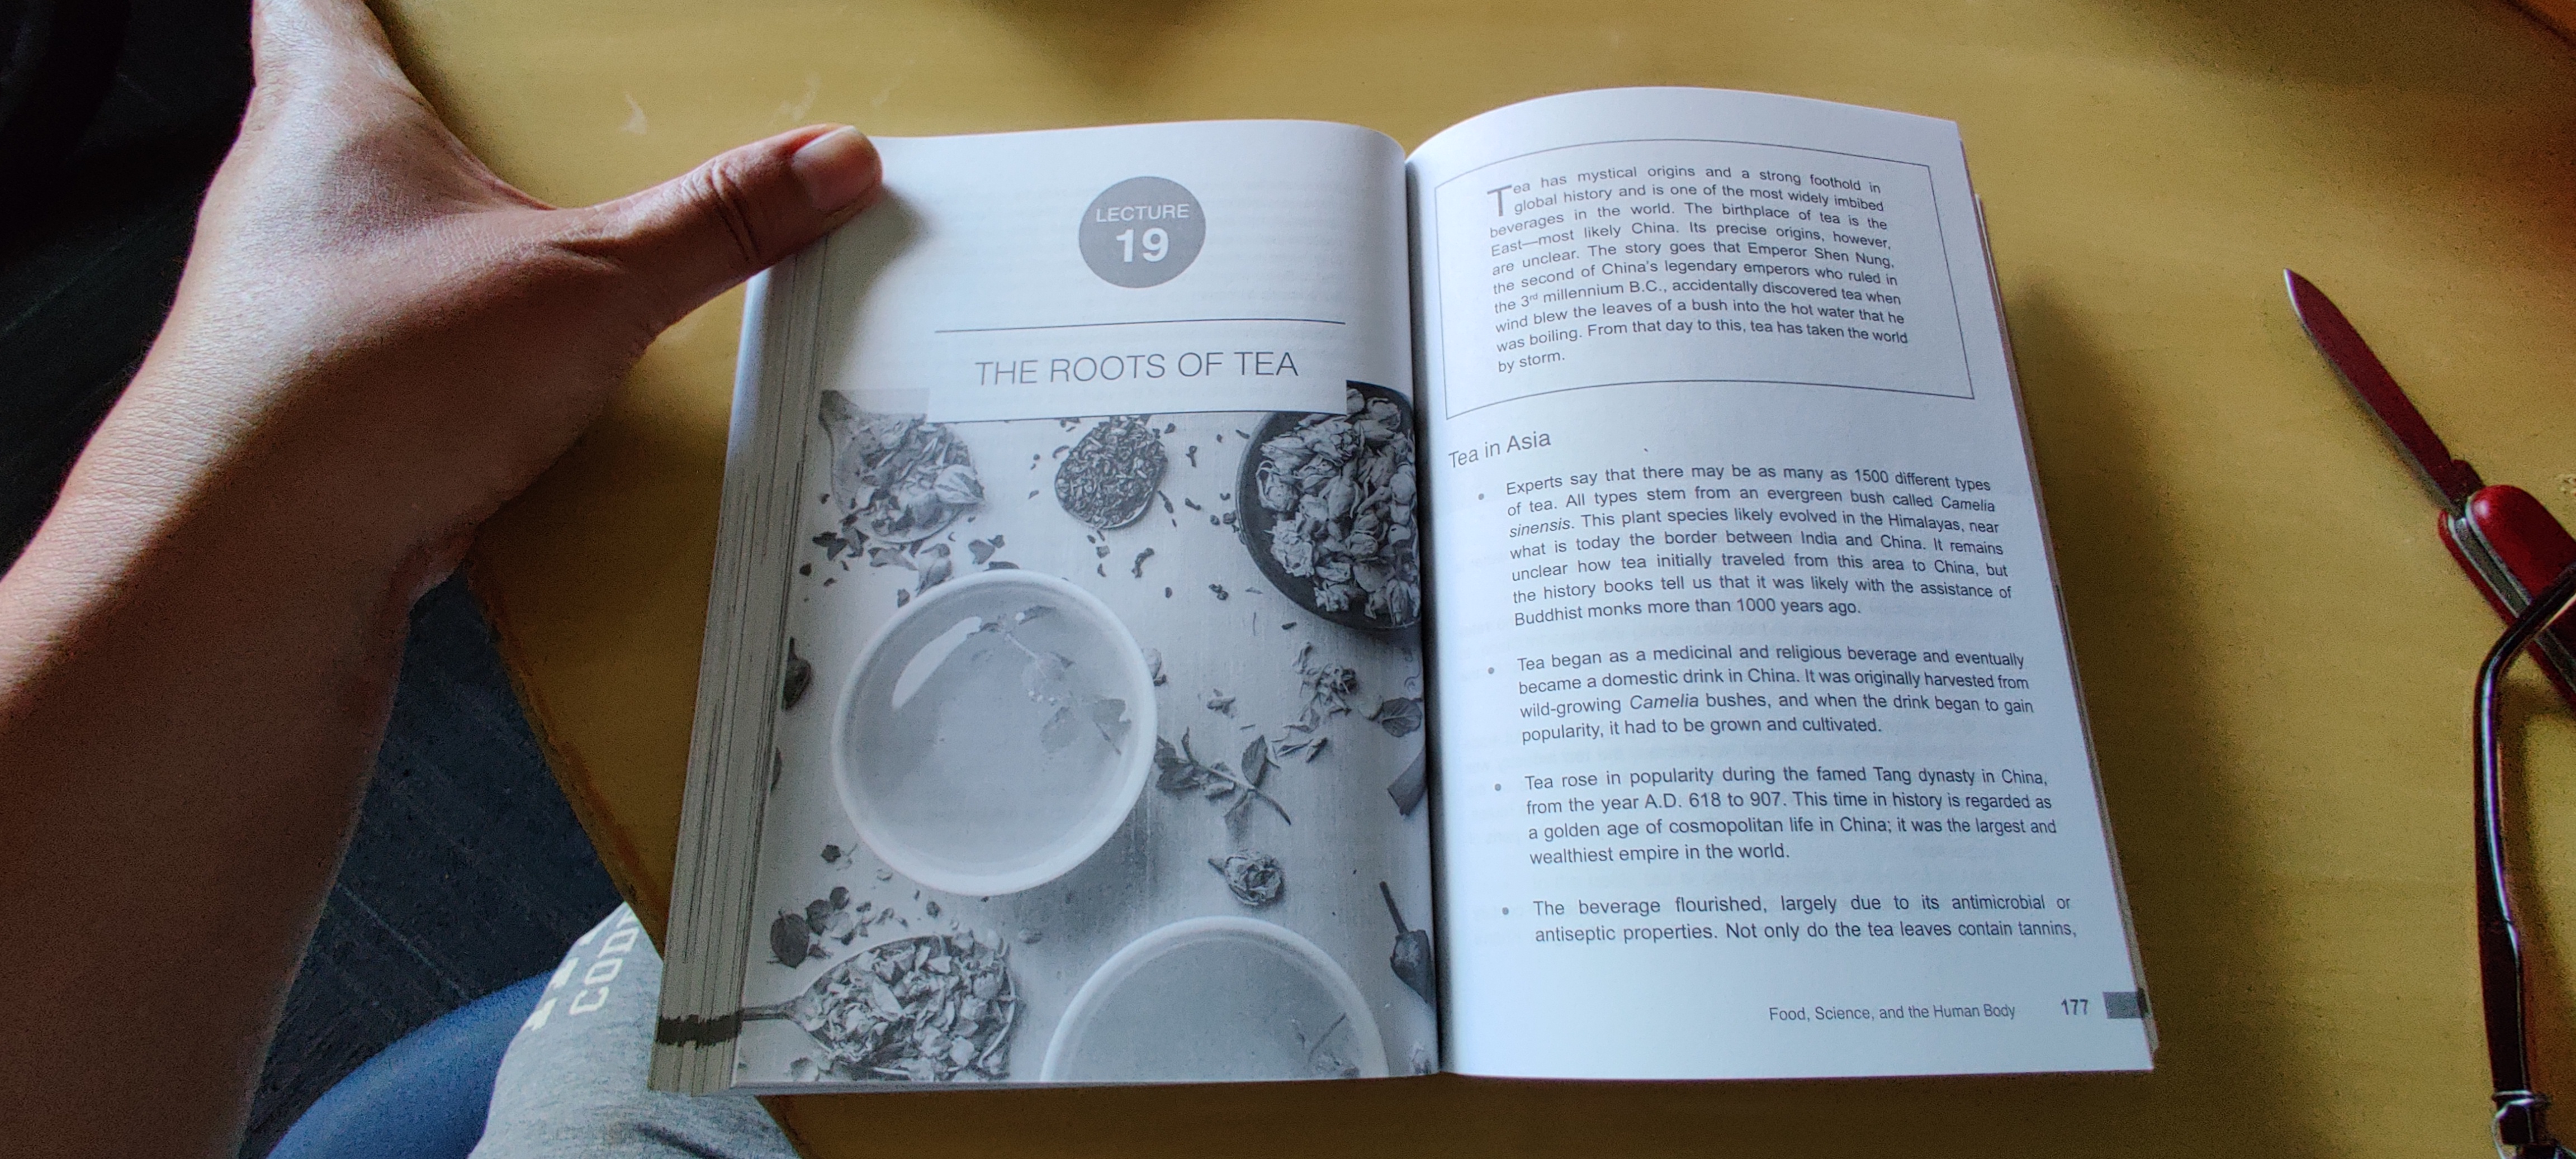 LECTURE
19
THE ROOTS OF TEA
Tea has mystical origins and a strong foothold in
global history and is one of the most widely imbibed
beverages in the world. The birthplace of tea is the
East—most likely China. Its precise origins, however,
are unclear. The story goes that Emperor Shen Nung,
the second of China's legendary emperors who ruled in
the 3rd millennium B.C., accidentally discovered tea when
wind blew the leaves of a bush into the hot water that he
was boiling. From that day to this, tea has taken the world
by storm.
Tea in Asia
• Experts say that there may be as many as 1500 different types
of tea. All types stem from an evergreen bush called Camelia
sinensis. This plant species likely evolved in the Himalayas, near
what is today the border between India and China. It remains
unclear how tea initially traveled from this area to China, but
the history books tell us that it was likely with the assistance of
Buddhist monks more than 1000 years ago.
• Tea began as a medicinal and religious beverage and eventually
became a domestic drink in China. It was originally harvested from
wild-growing Camelia bushes, and when the drink began to gain
popularity, it had to be grown and cultivated.
• Tea rose in popularity during the famed Tang dynasty in China,
from the year A.D. 618 to 907. This time in history is regarded as
a golden age of cosmopolitan life in China; it was the largest and
wealthiest empire in the world.
• The beverage flourished, largely due to its antimicrobial or
antiseptic properties. Not only do the tea leaves contain tannins,
Food, Science, and the Human Body 177